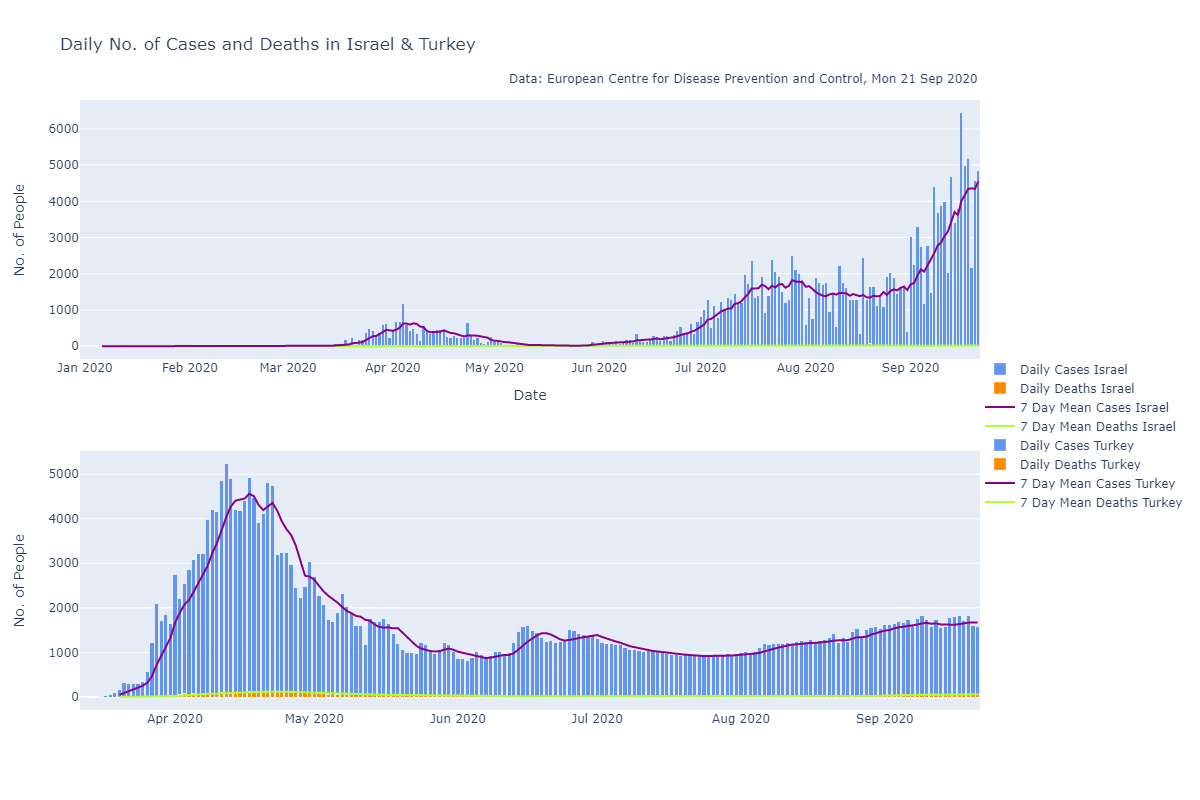 Daily No. of Cases and Deaths in Israel & Turkey
Data: European Centre for Disease Prevention and Control, Mon 21 Sep 2020
No. of People
6000
5000
4000
3000
2000
1000
0
Jan 2020 Feb 2020 Mar 2020 Apr 2020 May 2020 Jun 2020 Jul 2020 Aug 2020 Sep 2020
Date
Daily Cases Israel
Daily Deaths Israel
7 Day Mean Cases Israel
7 Day Mean Deaths Israel
Daily Cases Turkey
Daily Deaths Turkey
7 Day Mean Cases Turkey
7 Day Mean Deaths Turkey
No. of People
5000
4000
3000
2000
1000
0
Apr 2020 May 2020 Jun 2020 Jul 2020 Aug 2020 Sep 2020